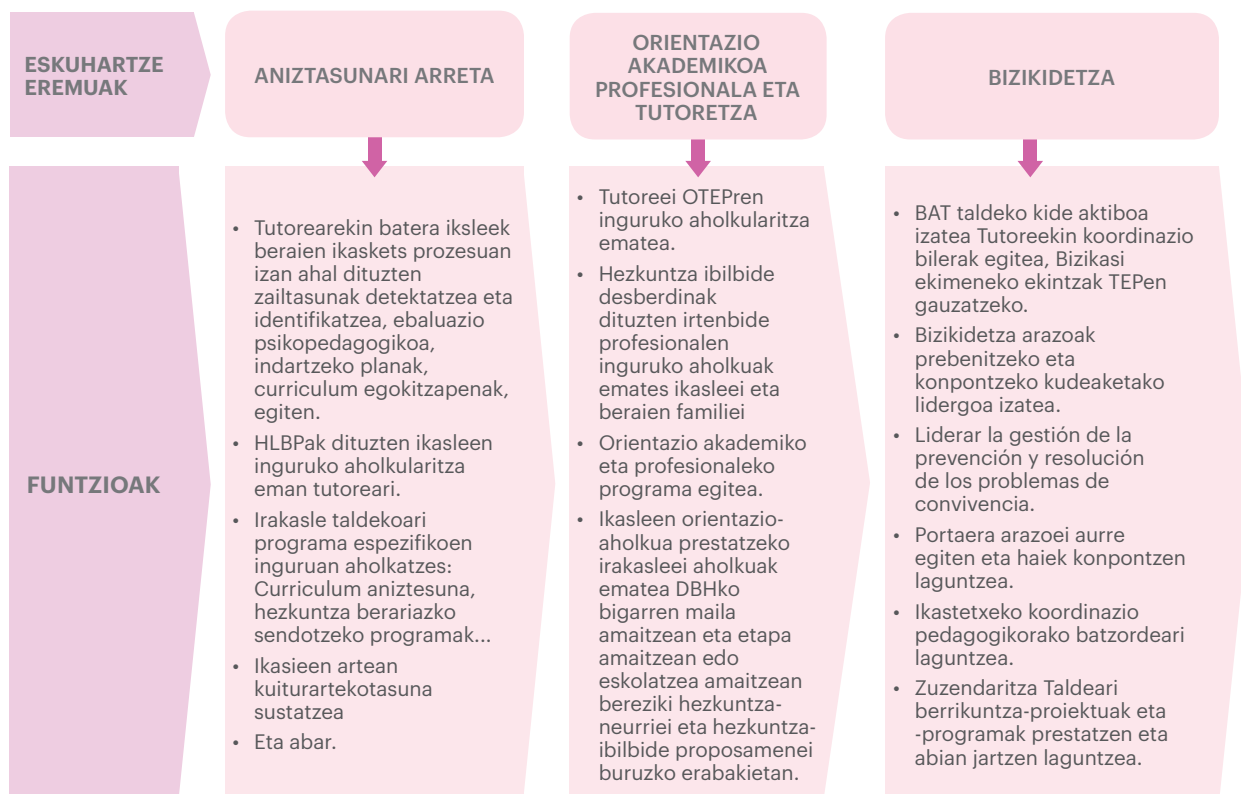 ESKUHARTZE
EREMUAK
ANIZTASUNARI ARRETA
ORIENTAZIO
AKADEMIKOA
PROFESIONALA ETA
TUTORETZA
BIZIKIDETZA
FUNTZIOAK
• Tutorearekin batera iksleek
beraien ikaskets prozesuan
izan ahal dituzten
zailtasunak detektatzea eta
identifikatzea, ebaluazio
psikopedagogikoa,
indartzeko planak,
curriculum egokitzapenak,
egiten.
• HLBPak dituzten ikasleen
inguruko aholkularitza
eman tutoreari.
• Irakasle taldekoari
programa espezifikoen
inguruan aholkatzes:
Curriculum aniztesuna,
hezkuntza berariazko
sendotzeko programak...
• Ikasieen artean
kuiturartekotasuna
sustatzea
• Eta abar.
• Tutoreei OTEPren
inguruko aholkularitza
ematea.
• Hezkuntza ibilbide
desberdinak
dituzten irtenbide
profesionalen
inguruko aholkuak
emates ikasleei eta
beraien familiei
• Orientazio akademiko
eta profesionaleko
programa egitea.
• Ikasleen orientazio-
aholkua prestatzeko
irakasleei aholkuak
ematea DBHko
bigarren maila
amaitzean eta etapa
amaitzean edo
eskolatzea amaitzean
bereziki hezkuntza-
neurriei eta hezkuntza-
ibilbide proposamenei
buruzko erabakietan.
• BAT taldeko kide aktiboa
izatea Tutoreekin koordinazio
bilerak egitea, Bizikasi
ekimeneko ekintzak TEPen
gauzatzeko.
• Bizikidetza arazoak
prebenitzeko eta
konpontzeko kudeaketako
lidergoa izatea.
• Liderar la gestión de la
prevención y resolución
de los problemas de
convivencia.
• Portaera arazoei aurre
egiten eta haiek konpontzen
laguntzea.
• Ikastetxeko koordinazio
pedagogikorako batzordeari
laguntzea.
• Zuzendaritza Taldeari
berrikuntza-proiektuak eta
-programak prestatzen eta
abian jartzen laguntzea.